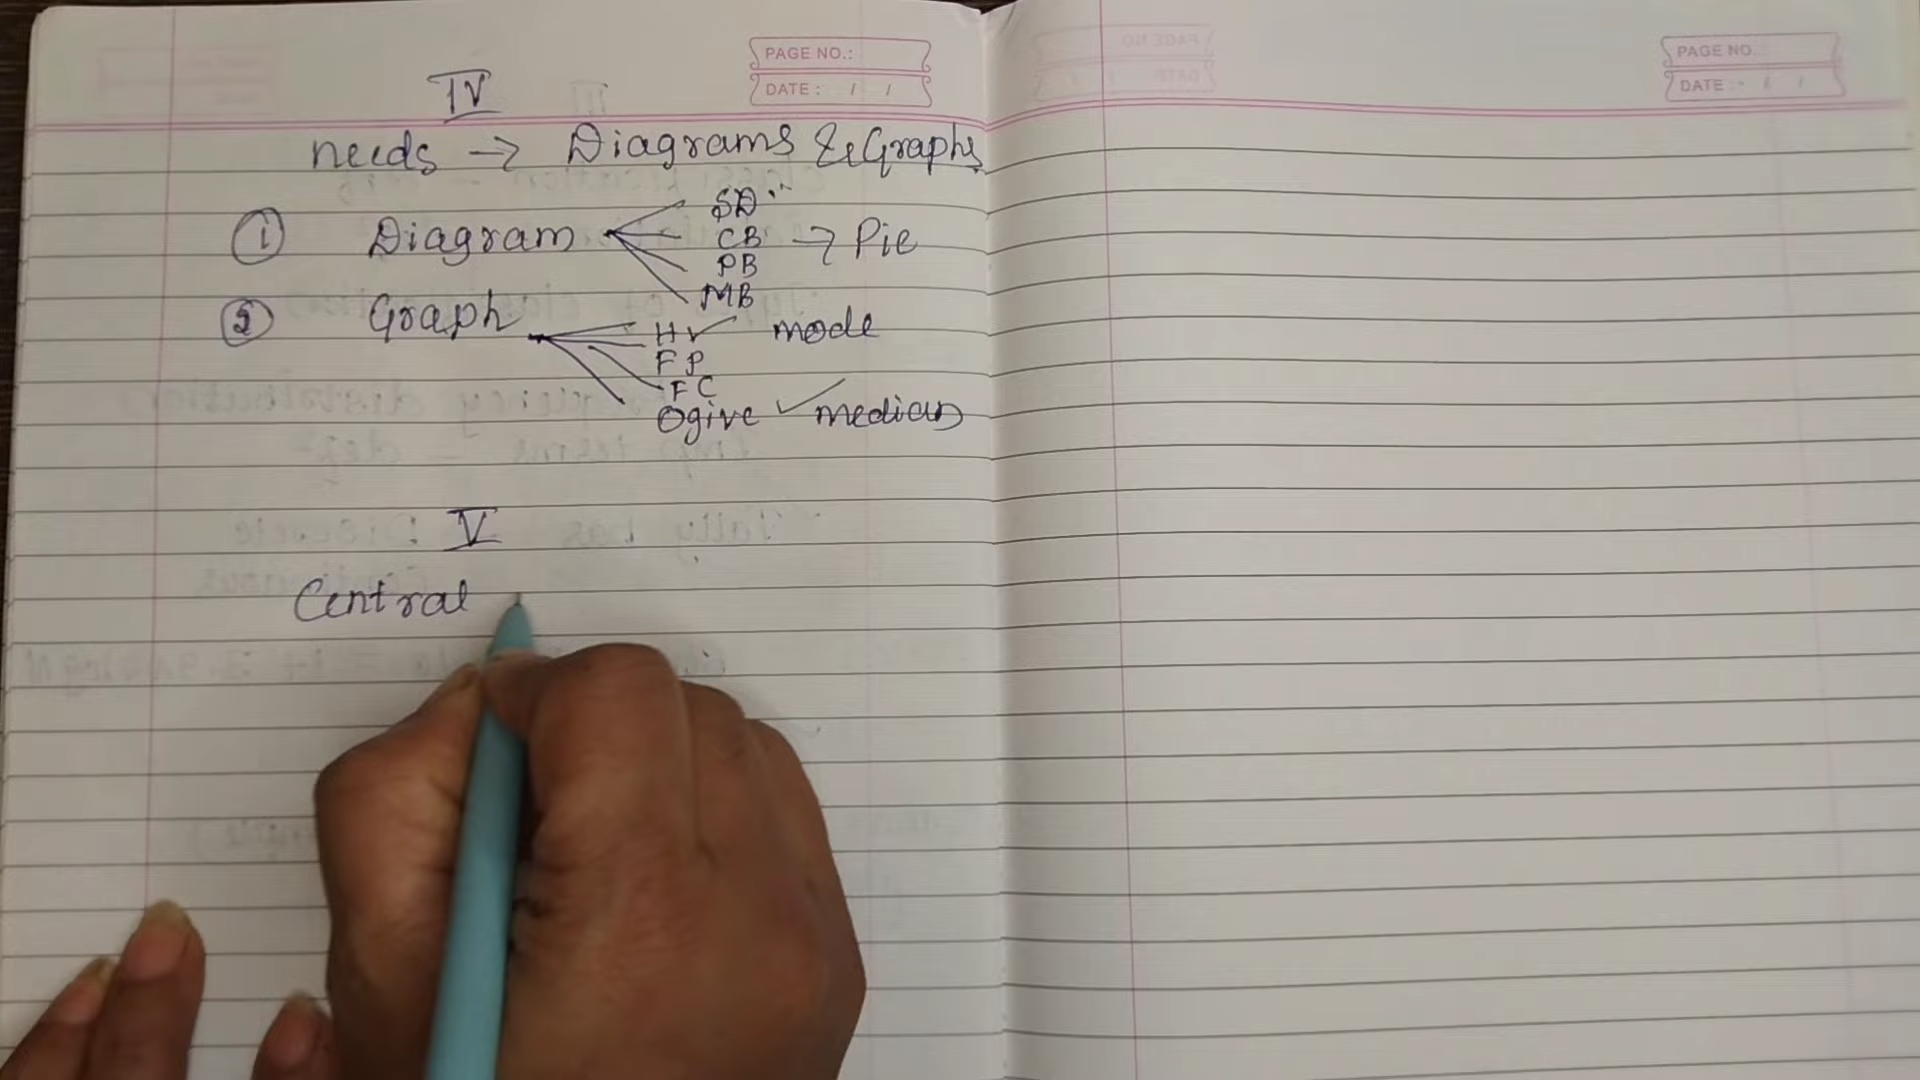 PAGE NO.:
DATE : / /
IV
needs → Diagrams & Graphs
① Diagram
SD
CB → Pie
PB
MB
② Graph
H ✓ mode
FP
FC
Ogive ✓ median
V
Central
PAGE NO.
DATE :- / /